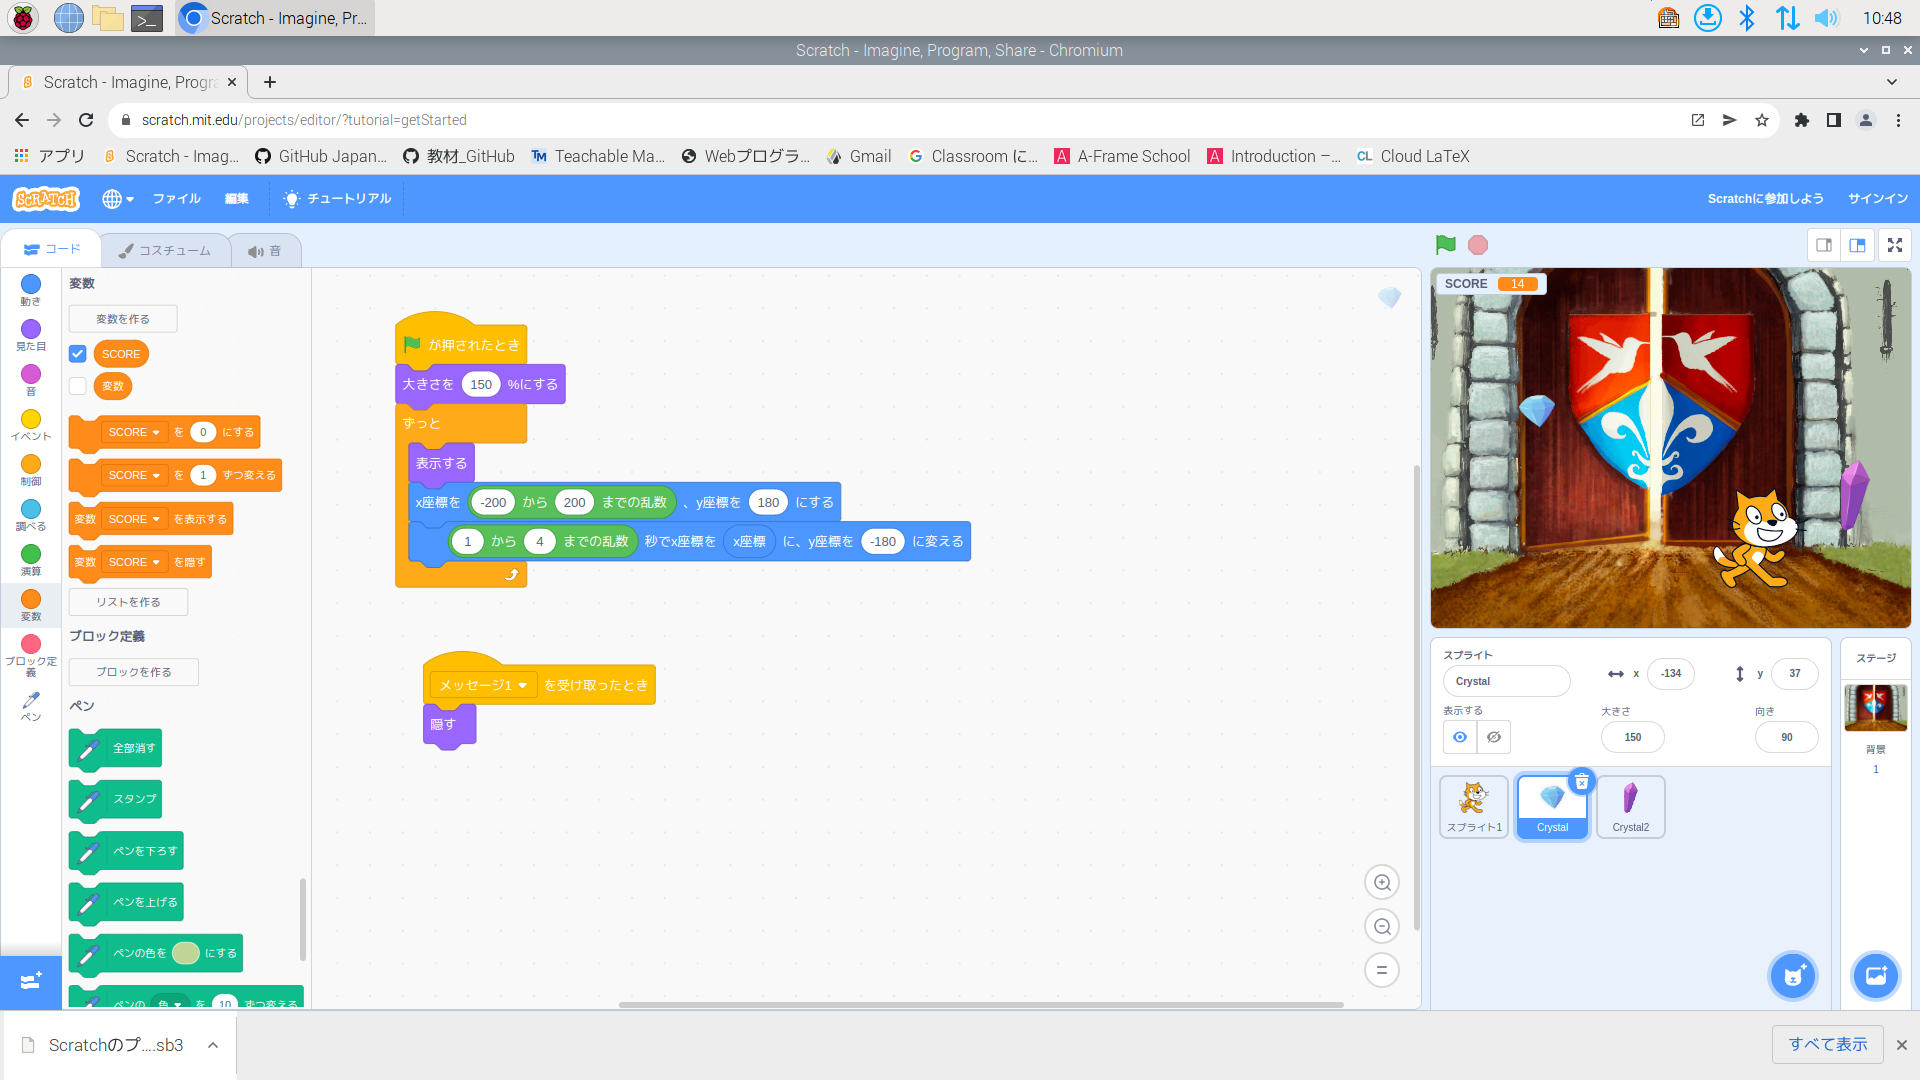 Scratch - Imagine, Pr...
10:48
Scratch - Imagine, Program, Share - Chromium
Scratch - Imagine, Progra
scratch.mit.edu/projects/editor/?tutorial=getStarted
アプリ
Scratch - Imag...
GitHub Japan...
教材_GitHub
TM Teachable Ma...
Webプログラ...
Gmail
G Classroom に...
A A-Frame School
A Introduction –...
CL Cloud LaTeX
SCRATCH
ファイル
編集
チュートリアル
Scratchに参加しよう
サインイン
コード
コスチューム
音
動き
見た目
音
イベント
制御
調べる
演算
変数
ブロック定義
ペン
変数
変数を作る
SCORE
変数
SCORE を 0 にする
SCORE を 1 ずつ変える
変数 SCORE を表示する
変数 SCORE を隠す
リストを作る
ブロック定義
ブロックを作る
ペン
全部消す
スタンプ
ペンを下ろす
ペンを上げる
ペンの色を にする
ペンの 色 を 10 ずつ変える
が押されたとき
大きさを 150 %にする
ずっと
表示する
x座標を -200 から 200 までの乱数 、y座標を 180 にする
1 から 4 までの乱数 秒でx座標を x座標 に、y座標を -180 に変える
メッセージ1 を受け取ったとき
隠す
SCORE 14
スプライト
Crystal
x -134
y 37
表示する
大きさ
150
向き
90
スプライト1
Crystal
Crystal2
ステージ
背景
1
Scratchのプ....sb3
すべて表示